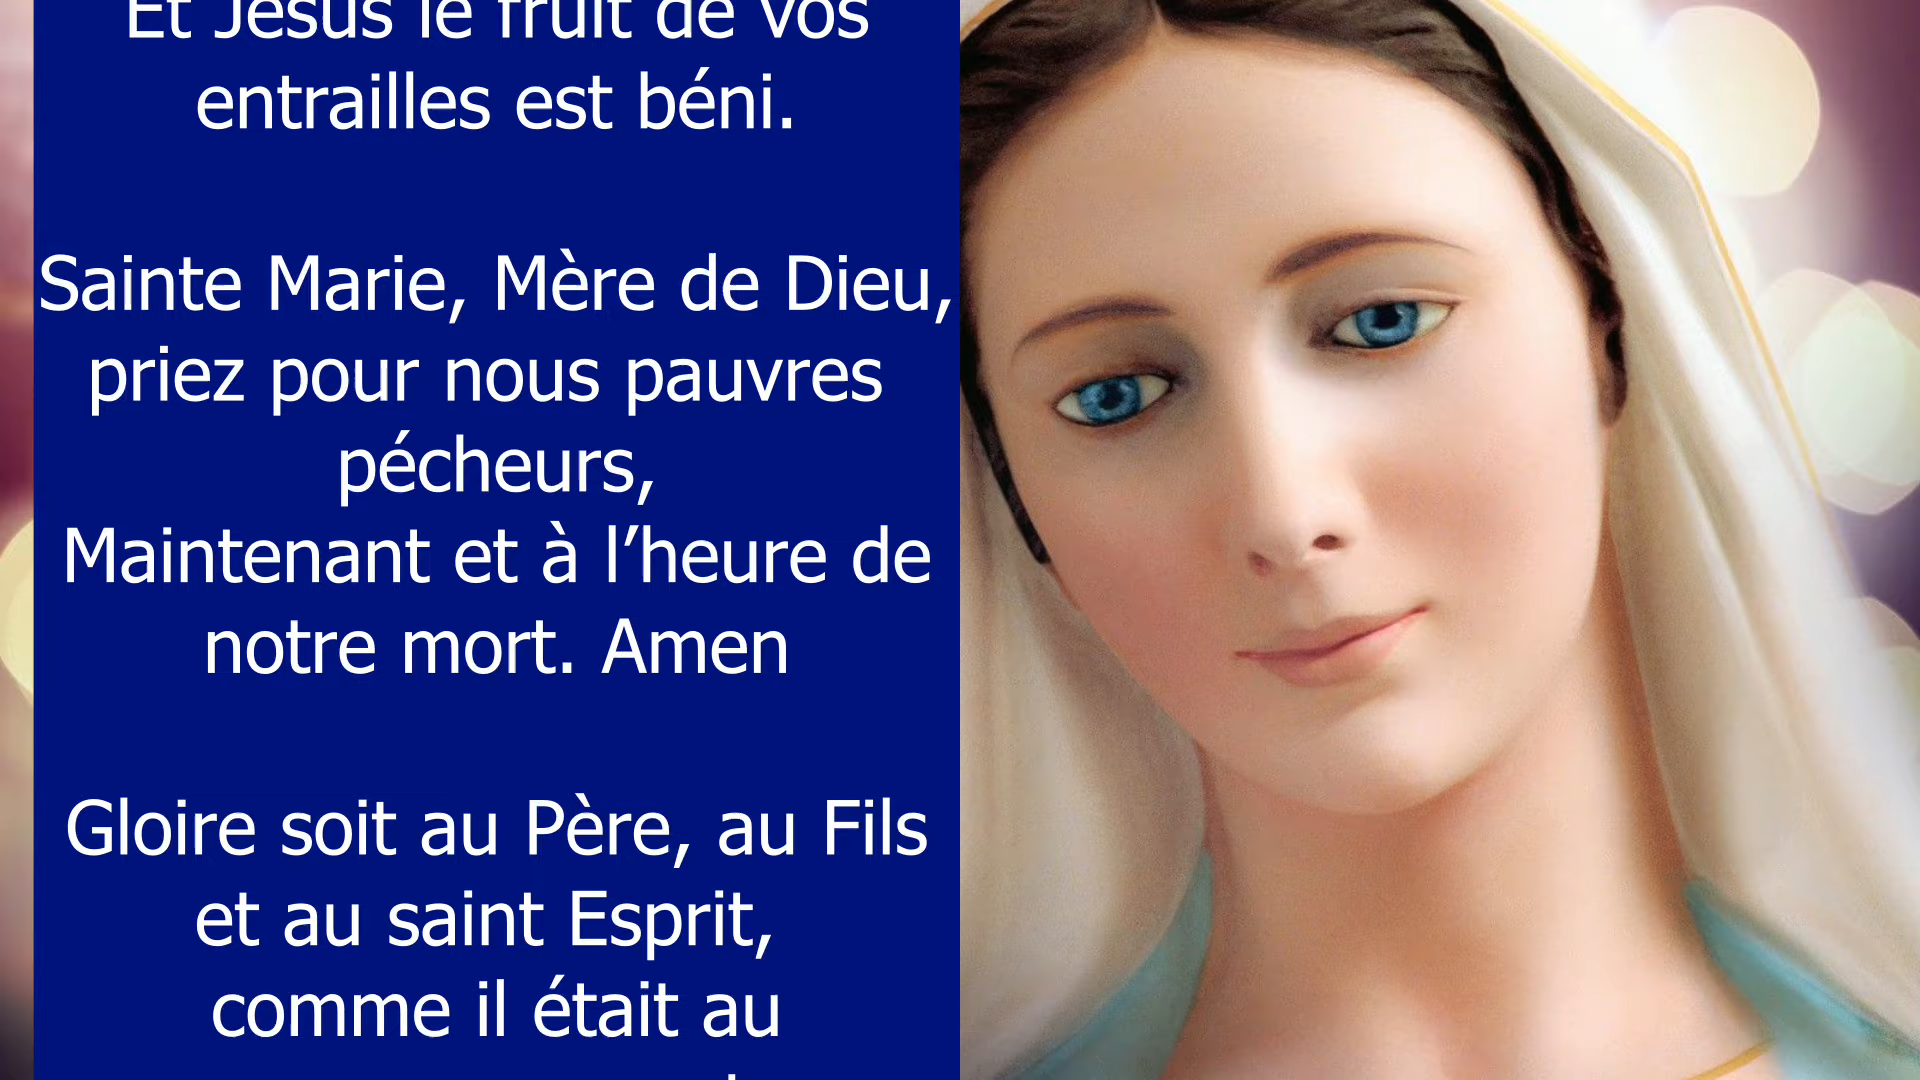 Et Jésus le fruit de vos
entrailles est béni.
Sainte Marie, Mère de Dieu,
priez pour nous pauvres
pécheurs,
Maintenant et à l’heure de
notre mort. Amen
Gloire soit au Père, au Fils
et au saint Esprit,
comme il était au